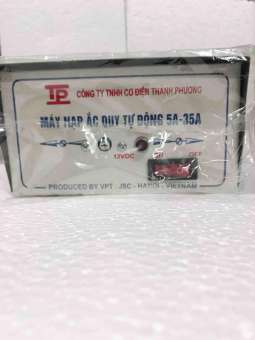 TP
CÔNG TY TNHH CƠ ĐIỆN THANH PHƯƠNG
MÁY NẠP ẮC QUY TỰ ĐỘNG 5A-35A
12VDC
ON OFF
PRODUCED BY VPT - JSC - HANOI - VIETNAM